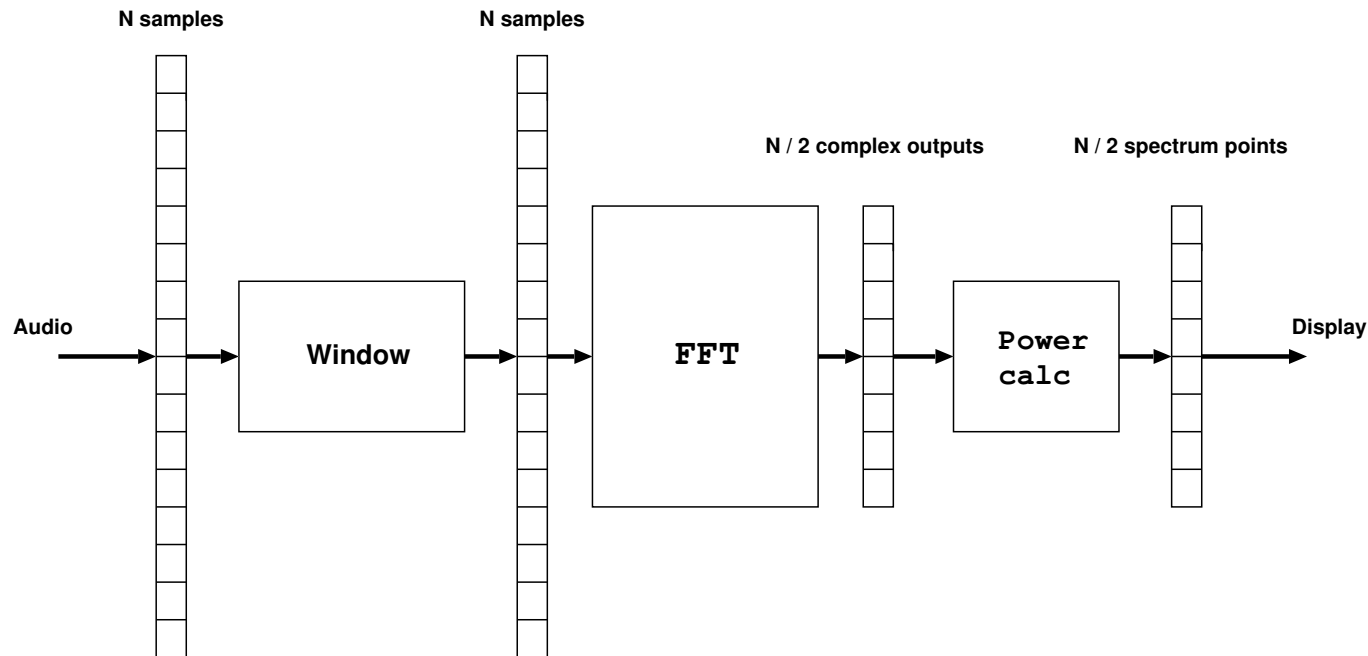 N samples
N samples
N / 2 complex outputs
N / 2 spectrum points
Audio
Window
FFT
Power
calc
Display